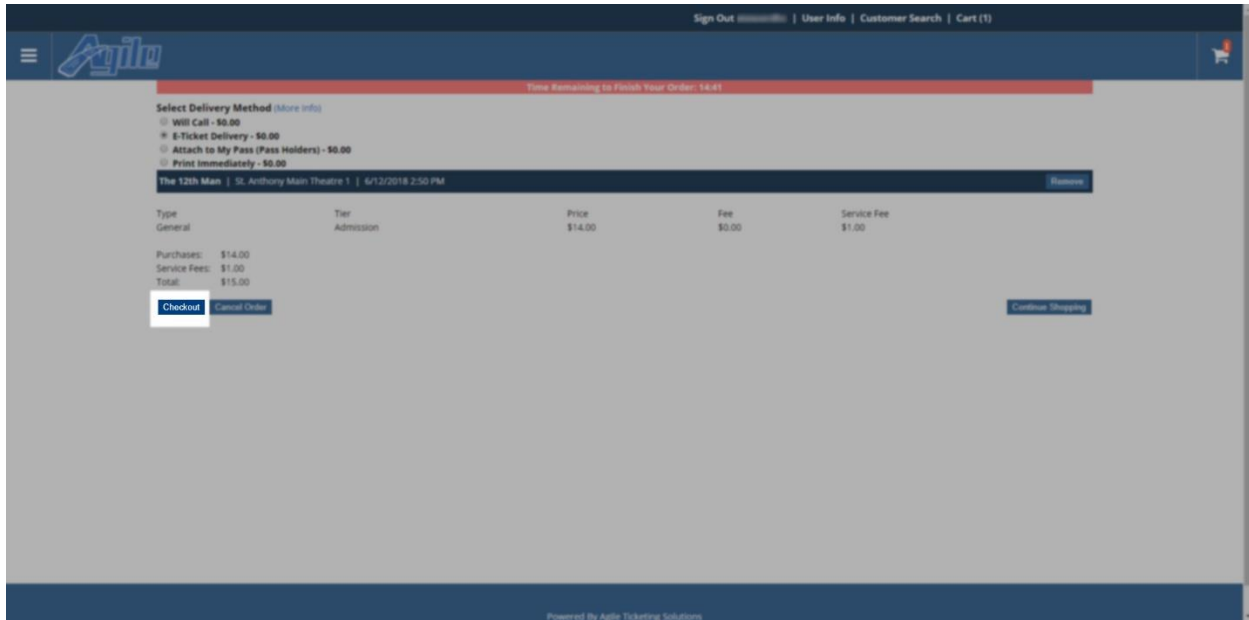 Sign Out | User Info | Customer Search | Cart (1)
Agile
1
Time Remaining to Finish Your Order: 14:41
Select Delivery Method (More Info)
Will Call - $0.00
E-Ticket Delivery - $0.00
Attach to My Pass (Pass Holders) - $0.00
Print Immediately - $0.00
The 12th Man | St. Anthony Main Theatre 1 | 6/12/2018 2:50 PM Remove
Type Tier Price Fee Service Fee
General Admission $14.00 $0.00 $1.00
Purchases: $14.00
Service Fees: $1.00
Total: $15.00
Checkout Cancel Order Continue Shopping
Powered By Agile Ticketing Solutions